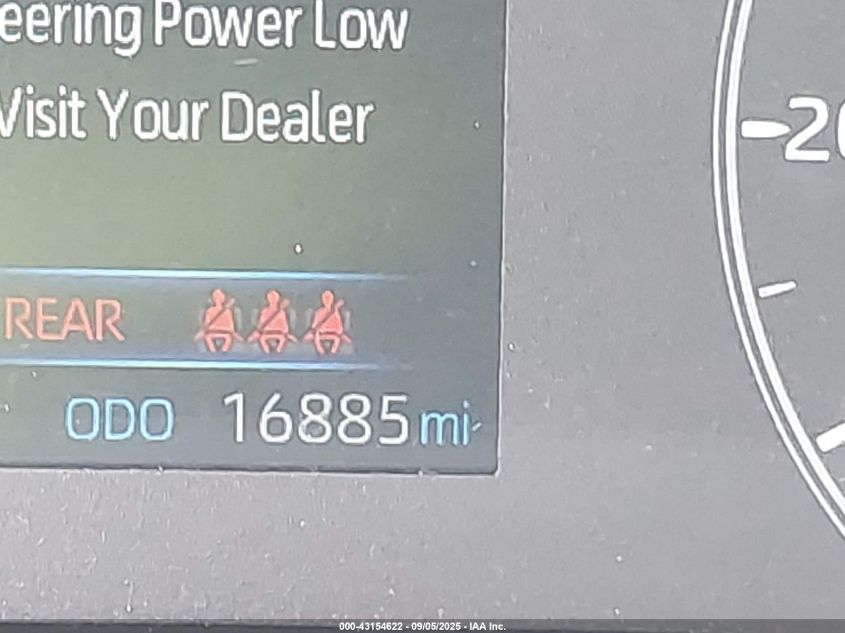 eering Power Low
Visit Your Dealer
20
REAR
ODO 16885 mi
000-43154622 - 09/05/2025 - IAA Inc.